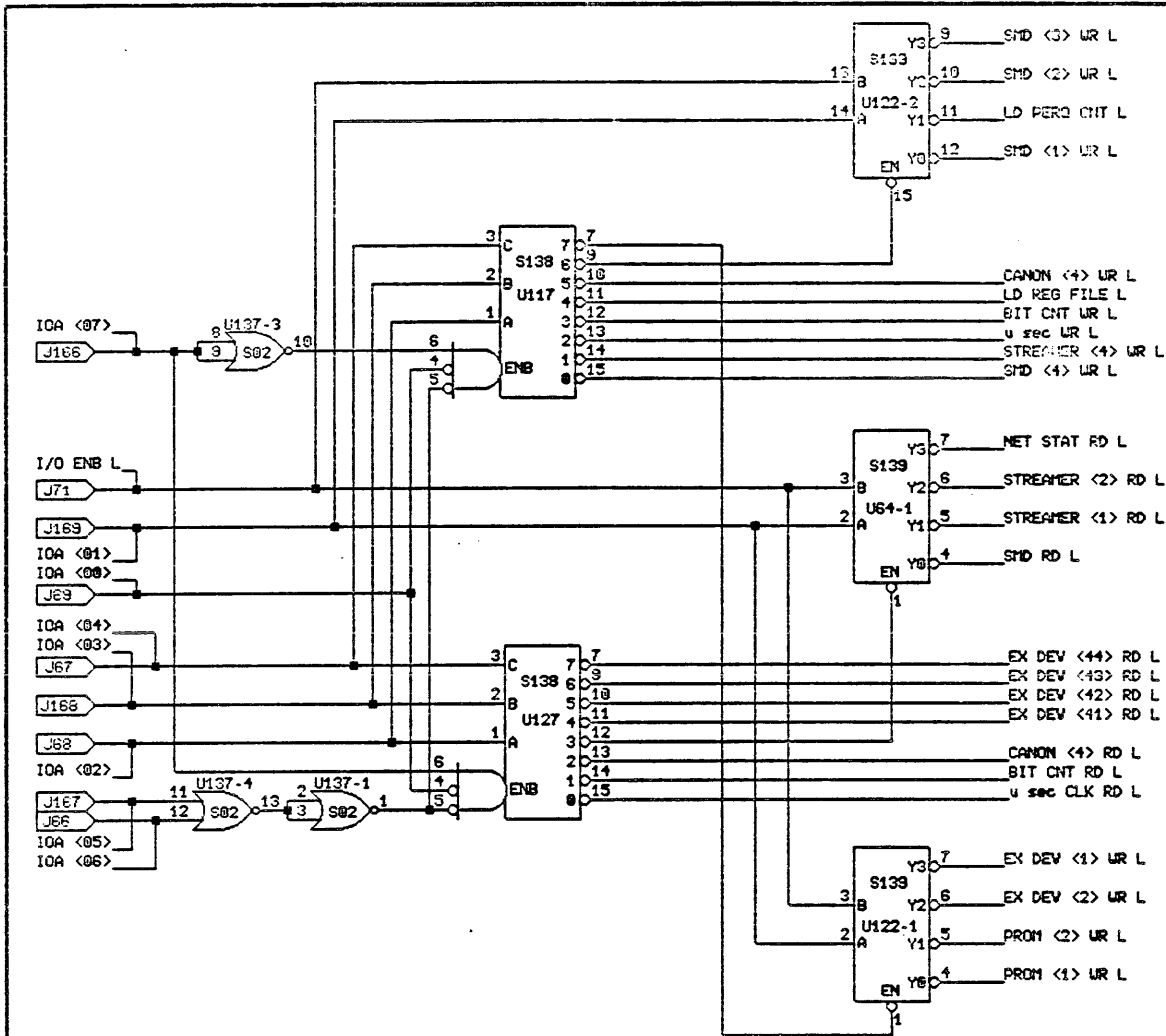 Y3 9 SMD <3> WR L
S139
13 B Y2 10 SMD <2> WR L
U122-2
14 A Y1 11 LD PERQ CNT L
Y0 12 SMD <1> WR L
EN
15
3 C 7 7
S138 6 9
2 B 5 10 CANON <4> WR L
U117 4 11 LD REG FILE L
1 A 3 12 BIT CNT WR L
2 13 u sec WR L
1 14 STREAMER <4> WR L
0 15 SMD <4> WR L
6
4 ENB
5
IOA <07>
J166
U137-3
8
9 S02 10
I/O ENB L
J71
J169
IOA <01>
IOA <00>
J69
IOA <04>
IOA <03>
J67
J168
J68
IOA <02>
J167
J66
IOA <05>
IOA <06>
U137-4
11
12 S02 13
U137-1
2
3 S02 1
Y3 7 NET STAT RD L
S139
3 B Y2 6 STREAMER <2> RD L
U64-1
2 A Y1 5 STREAMER <1> RD L
Y0 4 SMD RD L
EN
1
3 C 7 7 EX DEV <44> RD L
S138 6 9 EX DEV <43> RD L
2 B 5 10 EX DEV <42> RD L
U127 4 11 EX DEV <41> RD L
1 A 3 12
2 13 CANON <4> RD L
1 14 BIT CNT RD L
0 15 u sec CLK RD L
6
4 ENB
5
Y3 7 EX DEV <1> WR L
S139
3 B Y2 6 EX DEV <2> WR L
U122-1
2 A Y1 5 PROM <2> WR L
Y0 4 PROM <1> WR L
EN
1